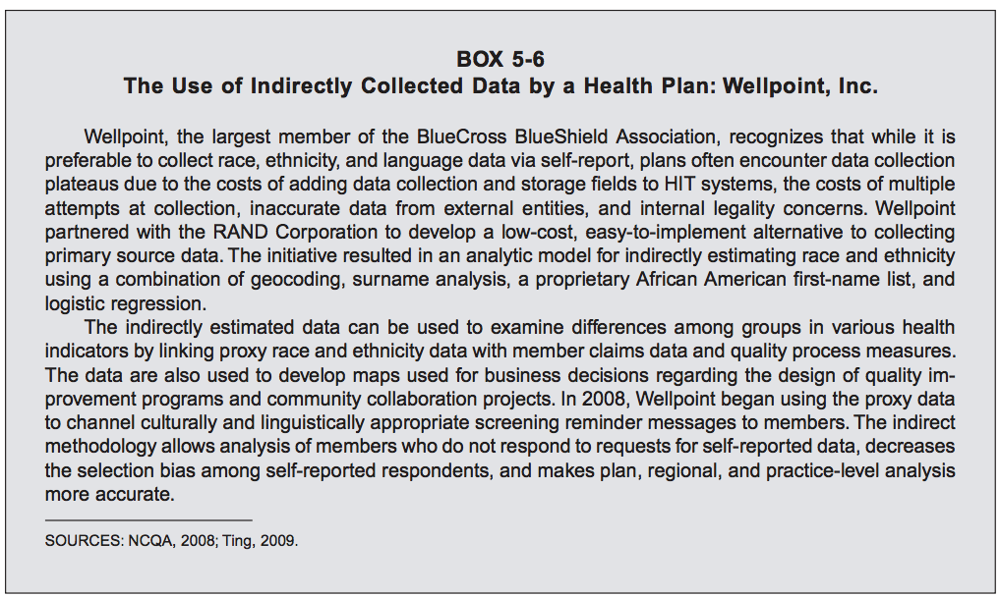 BOX 5-6
The Use of Indirectly Collected Data by a Health Plan: Wellpoint, Inc.
Wellpoint, the largest member of the BlueCross BlueShield Association, recognizes that while it is
preferable to collect race, ethnicity, and language data via self-report, plans often encounter data collection
plateaus due to the costs of adding data collection and storage fields to HIT systems, the costs of multiple
attempts at collection, inaccurate data from external entities, and internal legality concerns. Wellpoint
partnered with the RAND Corporation to develop a low-cost, easy-to-implement alternative to collecting
primary source data. The initiative resulted in an analytic model for indirectly estimating race and ethnicity
using a combination of geocoding, surname analysis, a proprietary African American first-name list, and
logistic regression.
The indirectly estimated data can be used to examine differences among groups in various health
indicators by linking proxy race and ethnicity data with member claims data and quality process measures.
The data are also used to develop maps used for business decisions regarding the design of quality im-
provement programs and community collaboration projects. In 2008, Wellpoint began using the proxy data
to channel culturally and linguistically appropriate screening reminder messages to members. The indirect
methodology allows analysis of members who do not respond to requests for self-reported data, decreases
the selection bias among self-reported respondents, and makes plan, regional, and practice-level analysis
more accurate.
SOURCES: NCQA, 2008; Ting, 2009.